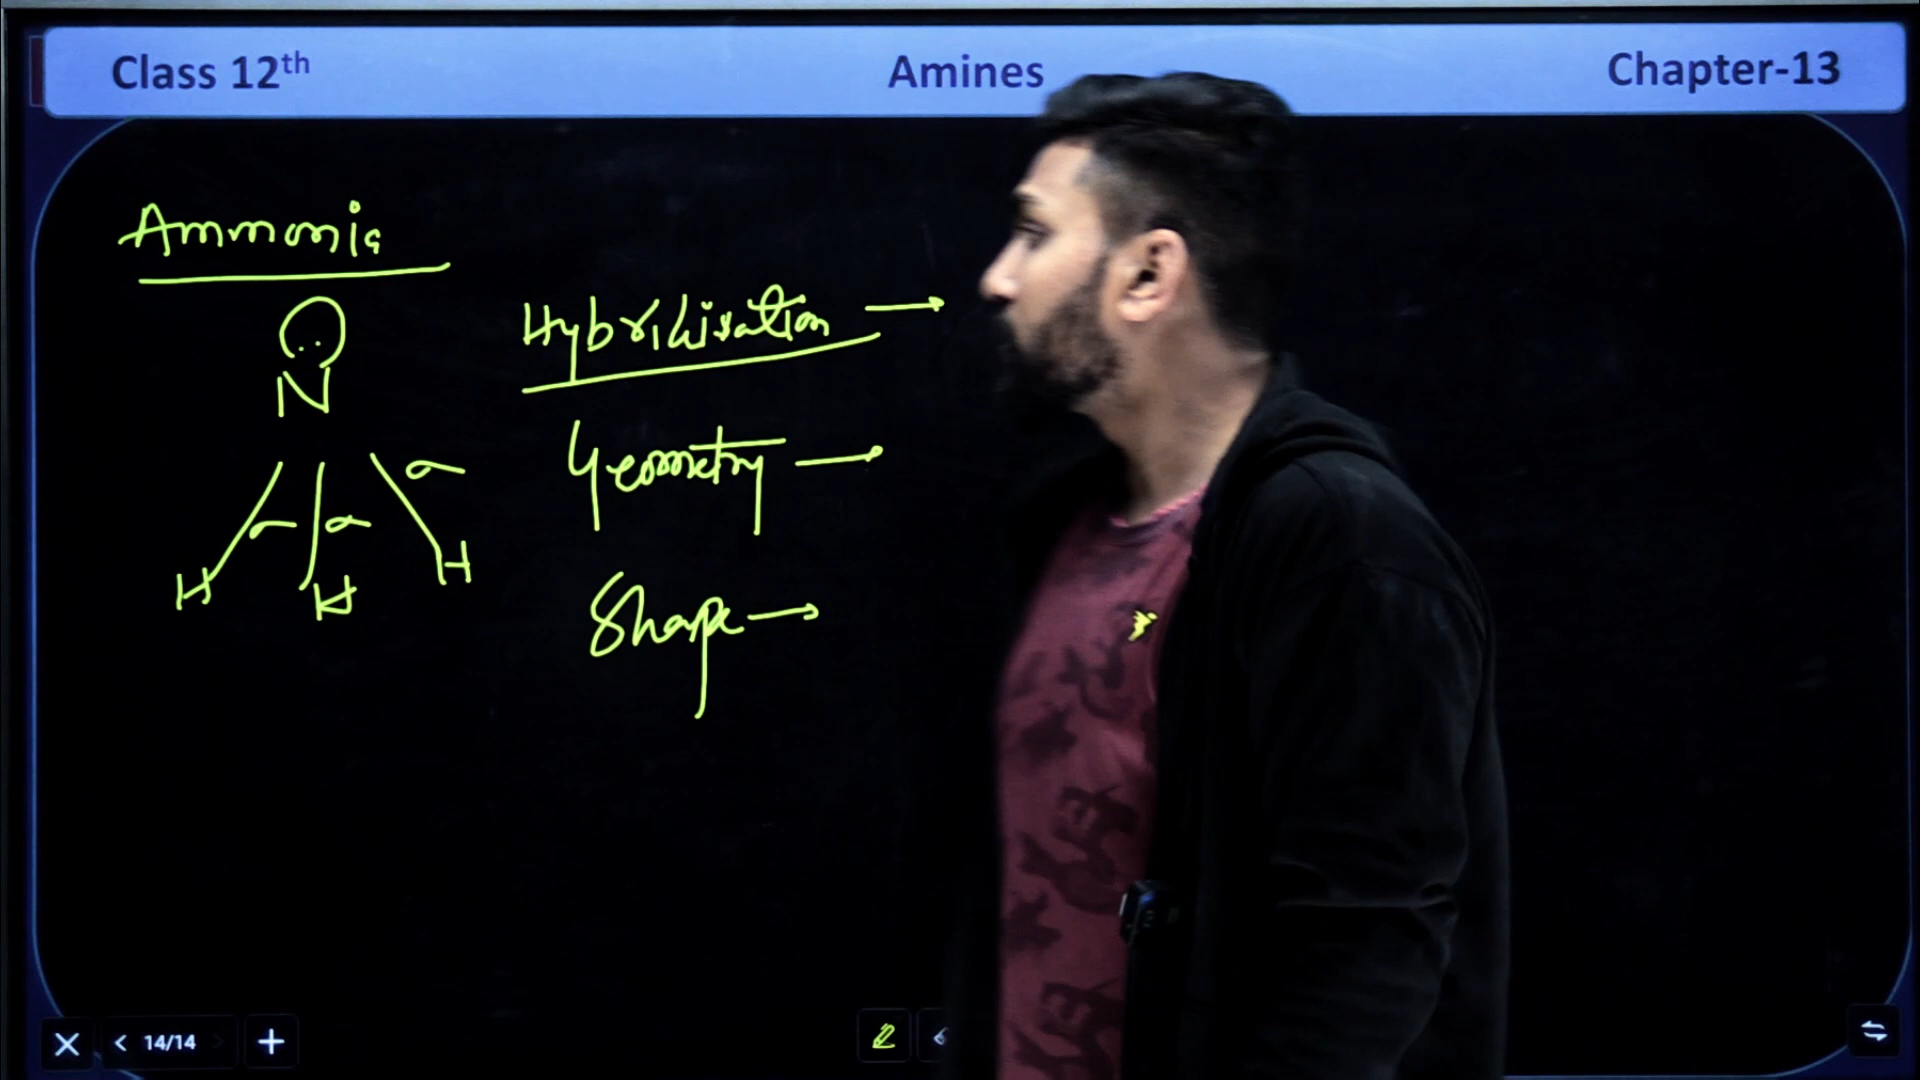 Class 12th Amines Chapter-13
Ammonia
N
H H H
σ σ σ
Hybridisation →
Geometry →
Shape →
14/14